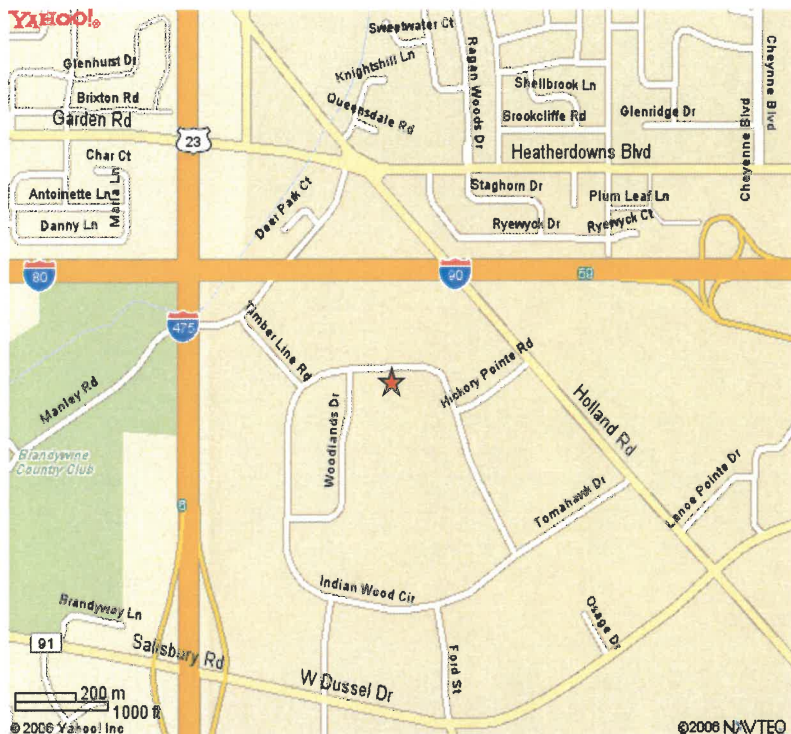 YAHOO!®
Sweetwater Ct
Glenhurst Dr
Knightshill Ln
Ragan Woods Dr
Shellbrook Ln
Cheynne Blvd
Brixton Rd
Queensdale Rd
Brookcliffe Rd
Glenridge Dr
Garden Rd
23
Heatherdowns Blvd
Cheyenne Blvd
Char Ct
Maria Ln
Antoinette Ln
Deer Park Ct
Staghorn Dr
Plum Leaf Ln
Danny Ln
Ryewyck Dr
Ryewyck Ct
80
90
59
475
Timber Line Rd
Manley Rd
Hickory Pointe Rd
Holland Rd
Woodlands Dr
Brandywine
Country Club
Lanoe Pointe Dr
6
Tomahawk Dr
Indian Wood Cir
Brandyway Ln
Osage Dr
91
Salisbury Rd
Ford St
W Dussel Dr
200 m
1000 ft
© 2006 Yahoo! Inc
©2006 NAVTEQ